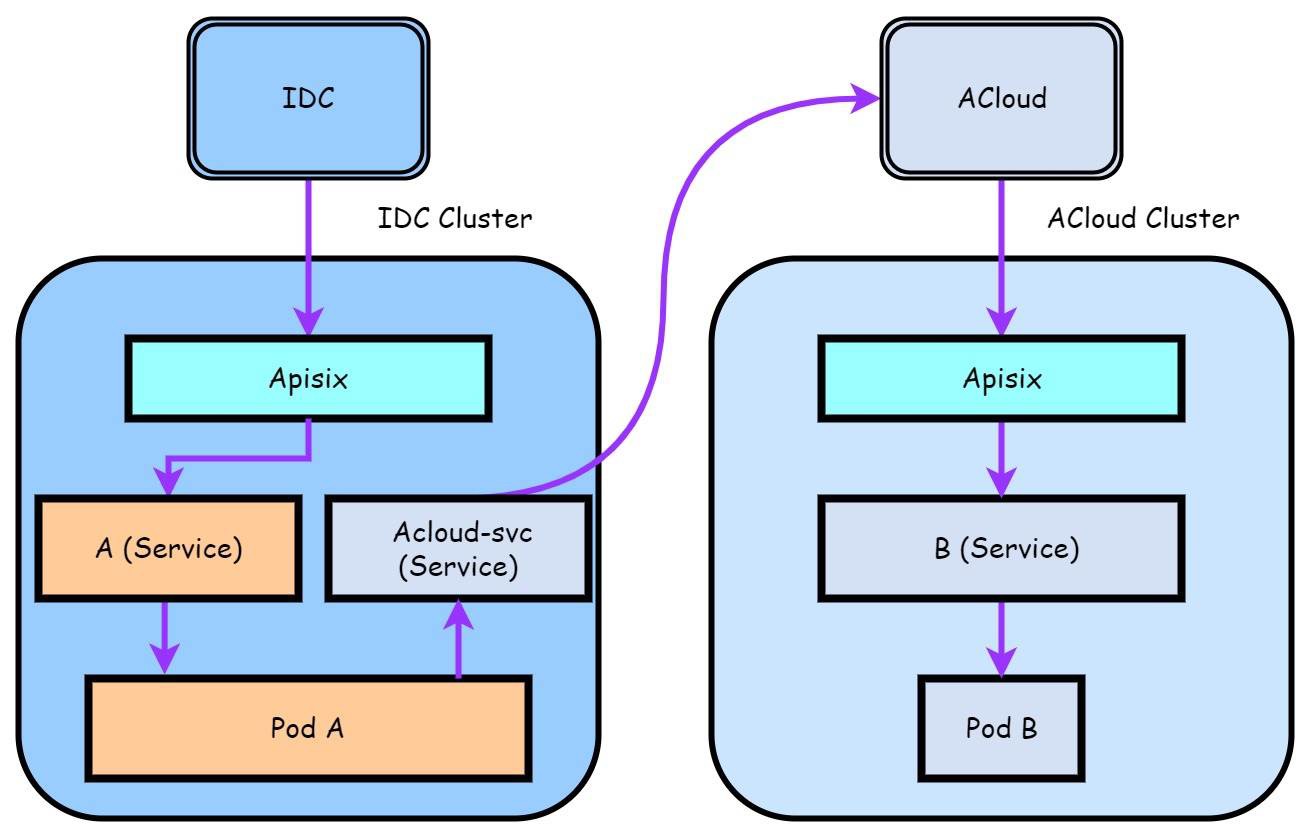 IDC
ACloud
IDC Cluster
ACloud Cluster
Apisix
Apisix
A (Service)
Acloud-svc
(Service)
B (Service)
Pod A
Pod B